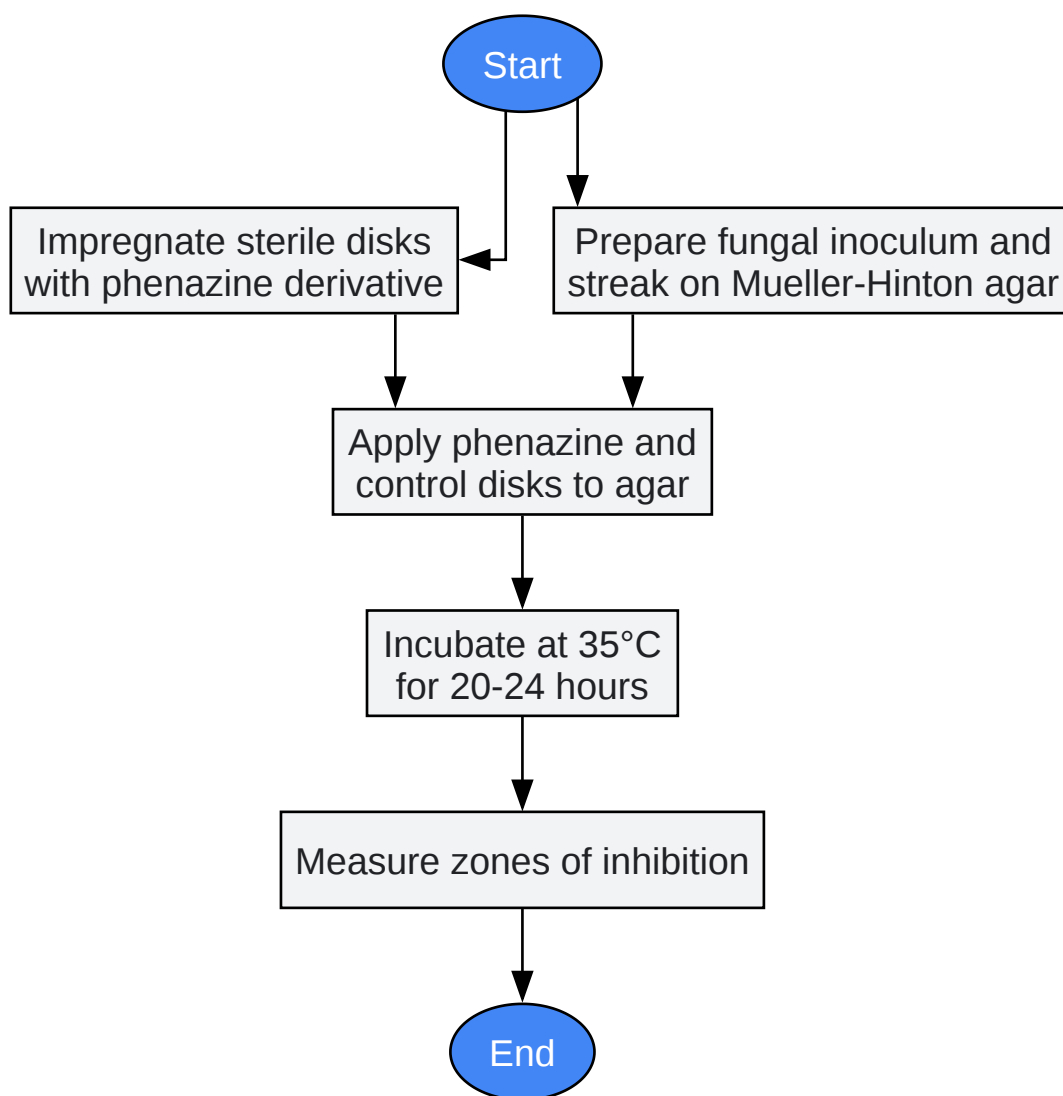 Start
Impregnate sterile disks
with phenazine derivative
Prepare fungal inoculum and
streak on Mueller-Hinton agar
Apply phenazine and
control disks to agar
Incubate at 35°C
for 20-24 hours
Measure zones of inhibition
End